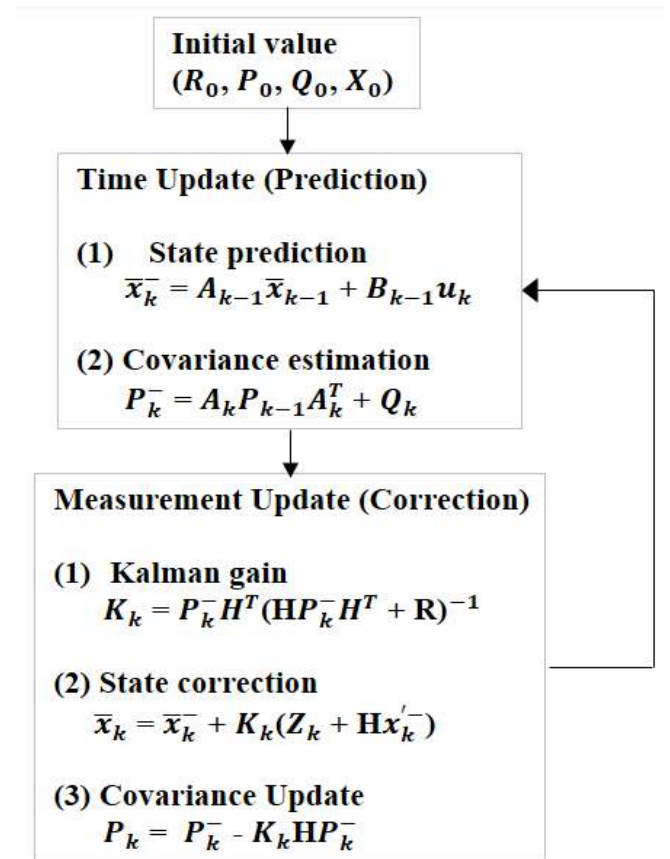 Initial value
(R₀, P₀, Q₀, X₀)
Time Update (Prediction)
(1) State prediction
x̅ₖ⁻ = Aₖ₋₁x̅ₖ₋₁ + Bₖ₋₁uₖ
(2) Covariance estimation
Pₖ⁻ = AₖPₖ₋₁Aₖᵀ + Qₖ
Measurement Update (Correction)
(1) Kalman gain
Kₖ = Pₖ⁻Hᵀ(HPₖ⁻Hᵀ + R)⁻¹
(2) State correction
x̅ₖ = x̅ₖ⁻ + Kₖ(Zₖ + Hxₖ′⁻)
(3) Covariance Update
Pₖ = Pₖ⁻ - KₖHPₖ⁻